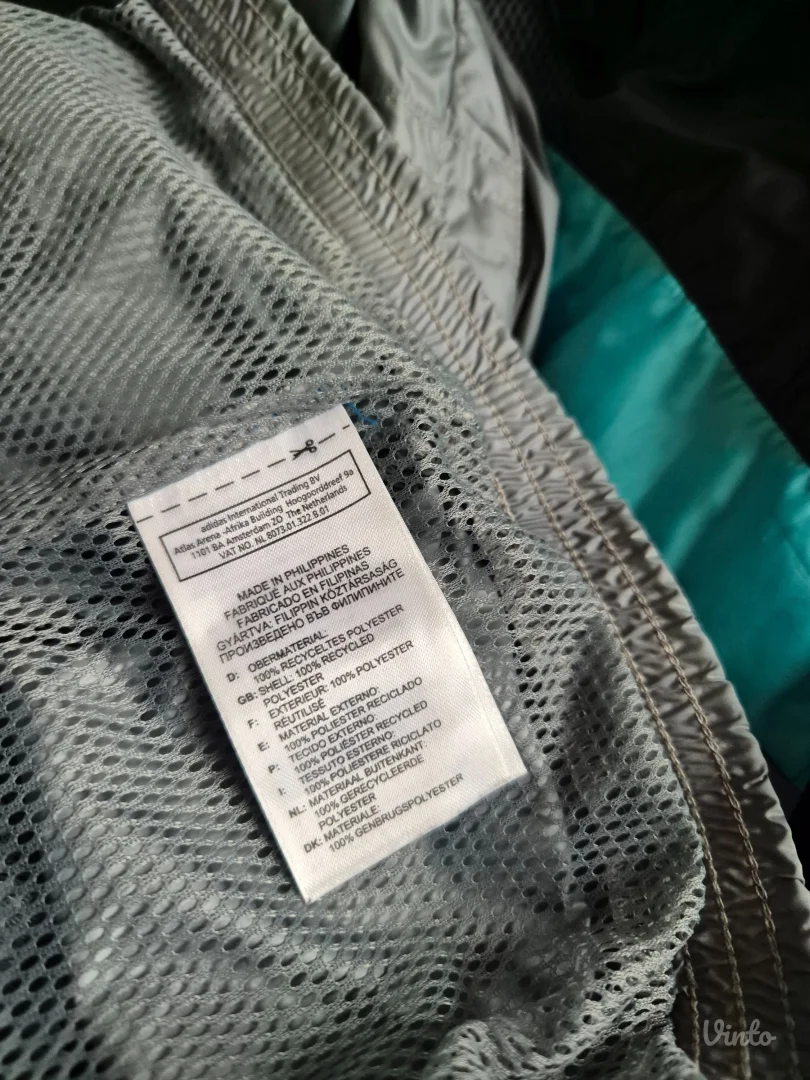 adidas International Trading BV
Atlas Arena -Afrika Building Hoogoorddreef 9a
1101 BA Amsterdam ZO The Netherlands
VAT NO. NL 8073.01.322 B.01
MADE IN PHILIPPINES
FABRIQUÉ AUX PHILIPPINES
FABRICADO EN FILIPINAS
GYÁRTVA: FILIPPIN KÖZTÁRSASÁG
ПРОИЗВЕДЕНО ВЪВ ФИЛИПИНИТЕ
D: OBERMATERIAL:
100% RECYCELTES POLYESTER
GB: SHELL: 100% RECYCLED
POLYESTER
F: EXTERIEUR: 100% POLYESTER
RÉUTILISÉ
E: MATERIAL EXTERNO:
100% POLIESTER RECICLADO
P: TECIDO EXTERNO:
100% POLIÉSTER RECYCLED
I: TESSUTO ESTERNO:
100% POLIESTERE RICICLATO
NL: MATERIAAL BUITENKANT:
100% GERECYCLEERDE
POLYESTER
DK: MATERIALE:
100% GENBRUGSPOLYESTER
Vinto